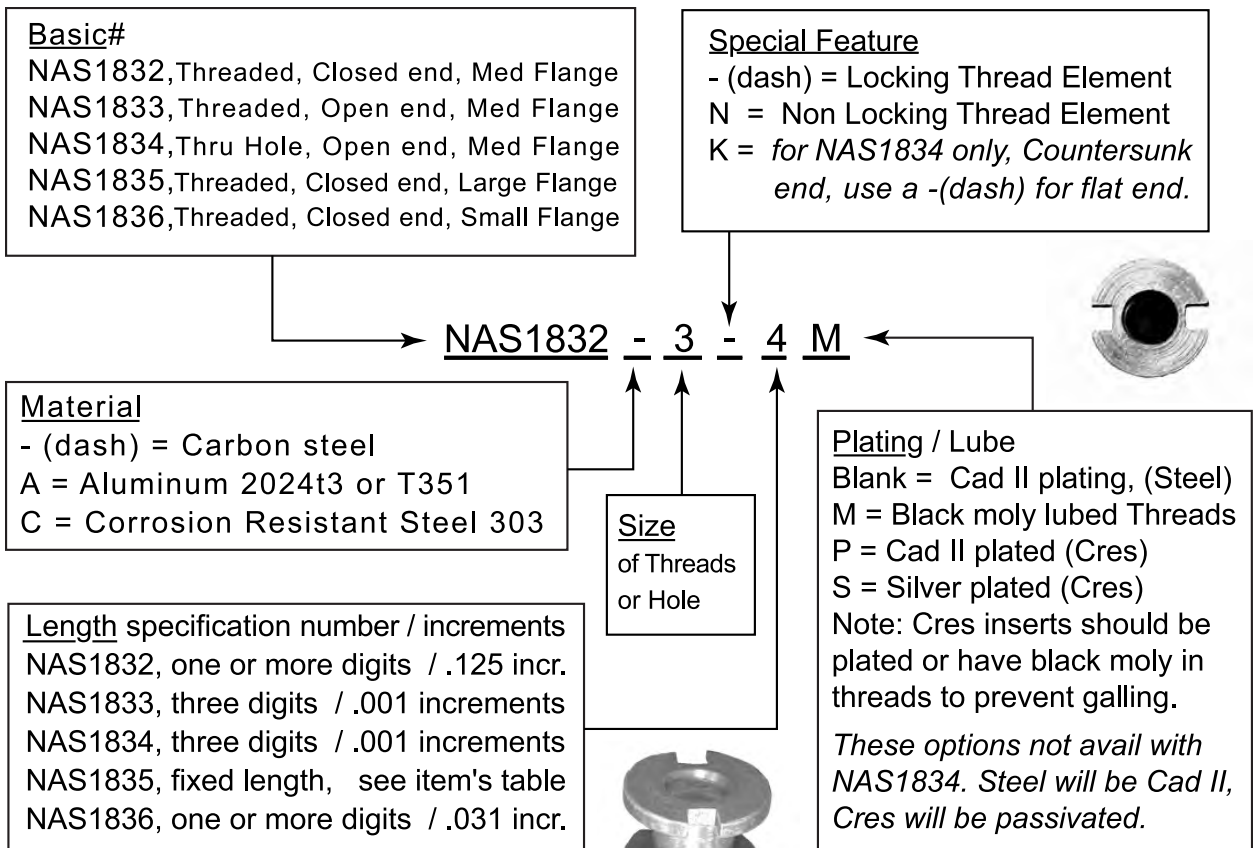 Basic#
NAS1832,Threaded, Closed end, Med Flange
NAS1833,Threaded, Open end, Med Flange
NAS1834,Thru Hole, Open end, Med Flange
NAS1835,Threaded, Closed end, Large Flange
NAS1836,Threaded, Closed end, Small Flange
Special Feature
- (dash) = Locking Thread Element
N = Non Locking Thread Element
K = for NAS1834 only, Countersunk
end, use a -(dash) for flat end.
NAS1832 - 3 - 4 M
Material
- (dash) = Carbon steel
A = Aluminum 2024t3 or T351
C = Corrosion Resistant Steel 303
Size
of Threads
or Hole
Plating / Lube
Blank = Cad II plating, (Steel)
M = Black moly lubed Threads
P = Cad II plated (Cres)
S = Silver plated (Cres)
Note: Cres inserts should be
plated or have black moly in
threads to prevent galling.
These options not avail with
NAS1834. Steel will be Cad II,
Cres will be passivated.
Length specification number / increments
NAS1832, one or more digits / .125 incr.
NAS1833, three digits / .001 increments
NAS1834, three digits / .001 increments
NAS1835, fixed length, see item's table
NAS1836, one or more digits / .031 incr.